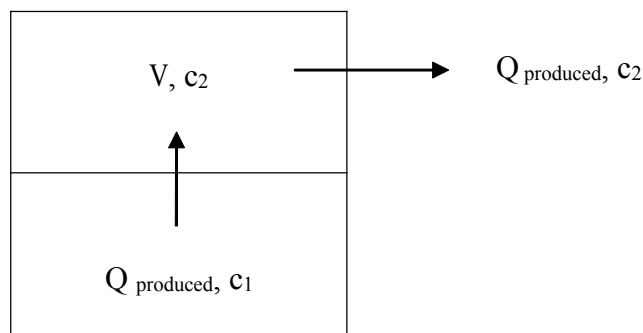 V, c₂
Q produced, c₂
Q produced, c₁